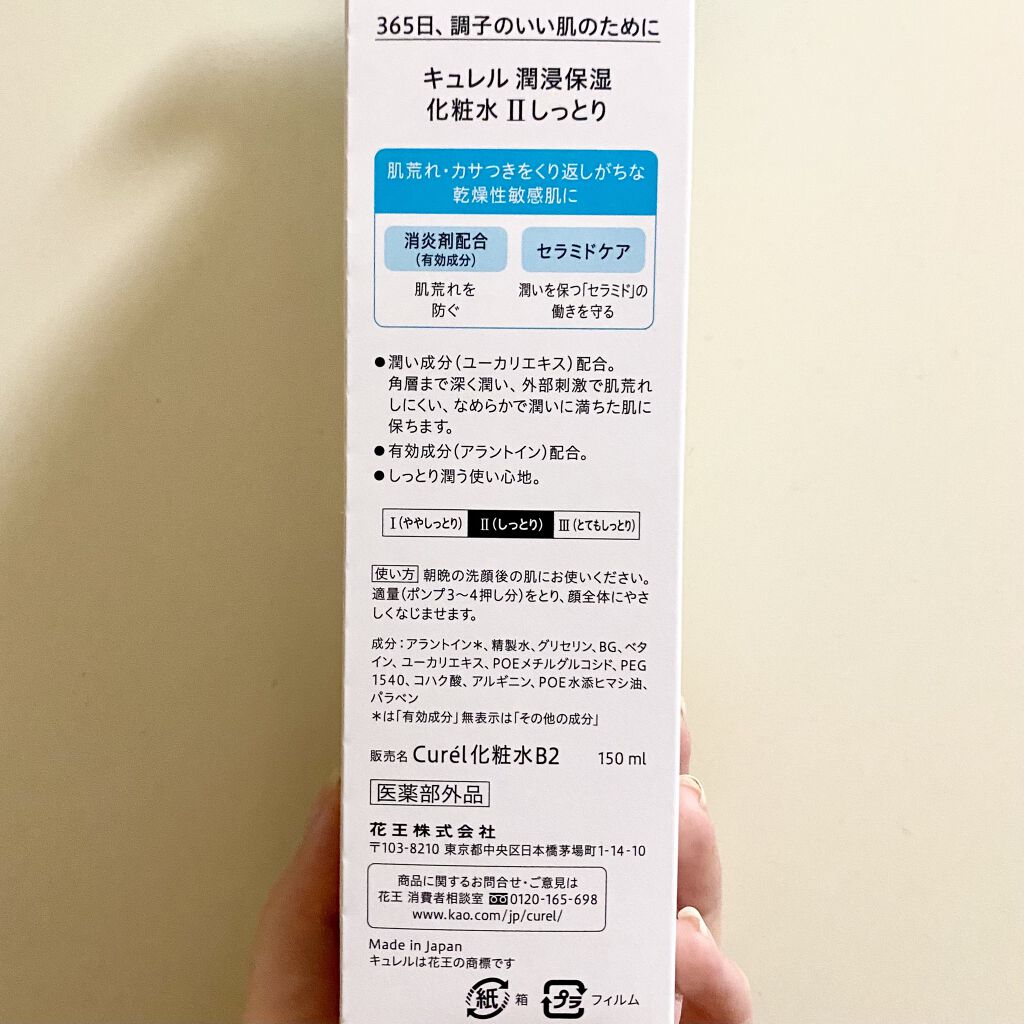 365日、調子のいい肌のために
キュレル 潤浸保湿
化粧水 Ⅱしっとり
肌荒れ・カサつきをくり返しがちな
乾燥性敏感肌に
消炎剤配合
(有効成分)
セラミドケア
肌荒れを
防ぐ
潤いを保つ「セラミド」の
働きを守る
●潤い成分(ユーカリエキス)配合。
角層まで深く潤い、外部刺激で肌荒れ
しにくい、なめらかで潤いに満ちた肌に
保ちます。
●有効成分(アラントイン)配合。
●しっとり潤う使い心地。
Ⅰ(ややしっとり) Ⅱ(しっとり) Ⅲ(とてもしっとり)
使い方 朝晩の洗顔後の肌にお使いください。
適量(ポンプ3〜4押し分)をとり、顔全体にやさ
しくなじませます。
成分:アラントイン*、精製水、グリセリン、BG、ベタ
イン、ユーカリエキス、POEメチルグルコシド、PEG
1540、コハク酸、アルギニン、POE水添ヒマシ油、
パラベン
*は「有効成分」無表示は「その他の成分」
販売名 Curél化粧水B2 150 ml
医薬部外品
花王株式会社
〒103-8210 東京都中央区日本橋茅場町1-14-10
商品に関するお問合せ・ご意見は
花王 消費者相談室 0120-165-698
www.kao.com/jp/curel/
Made in Japan
キュレルは花王の商標です
紙 箱 プラ フィルム